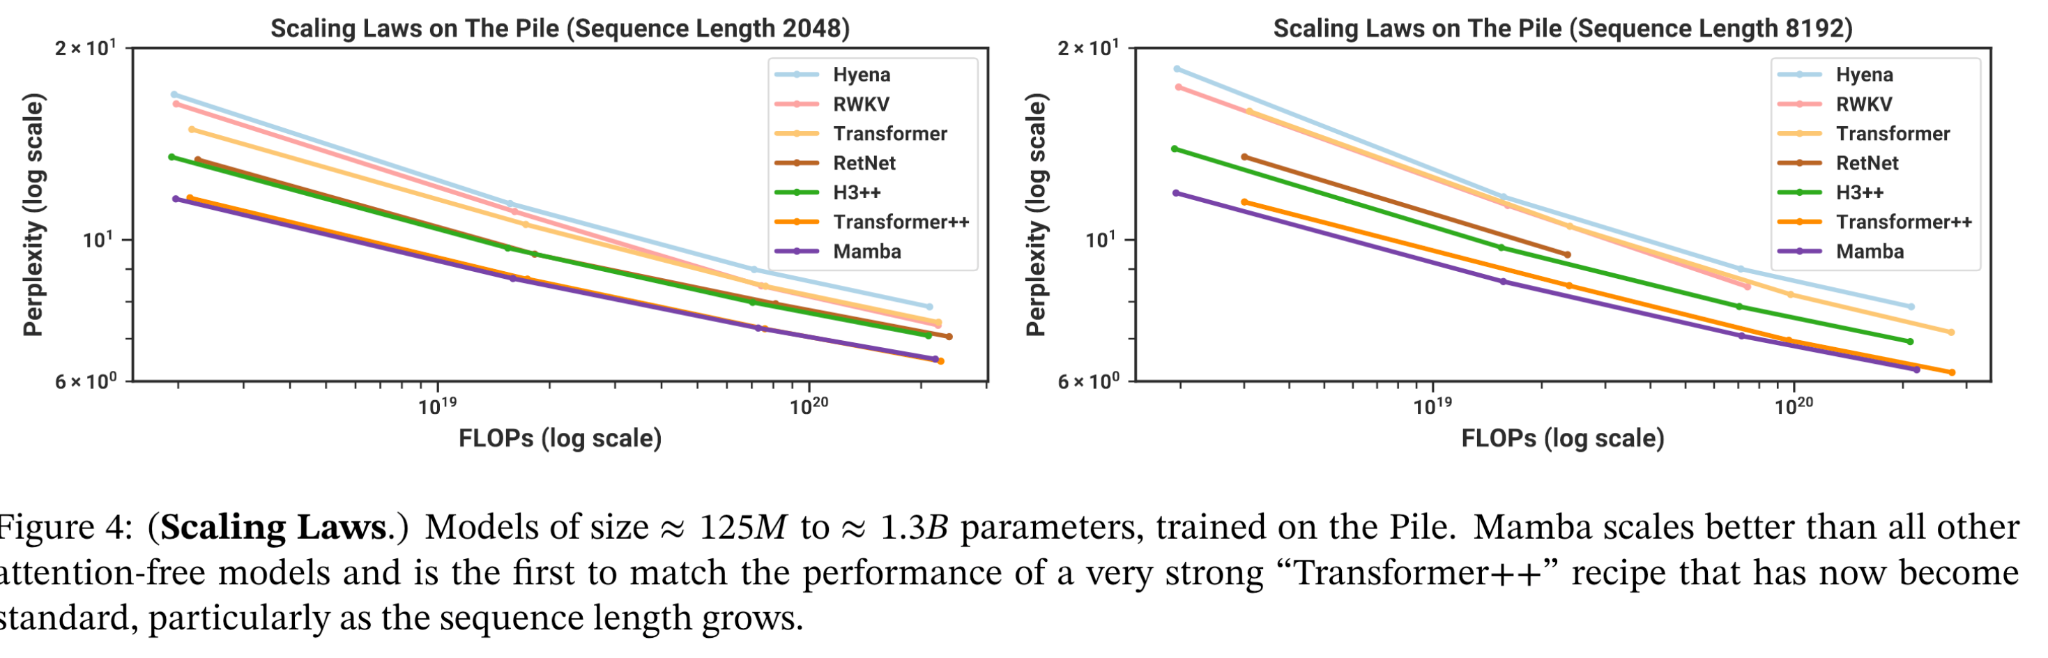 Scaling Laws on The Pile (Sequence Length 2048)
2 × 10¹
10¹
6 × 10⁰
Perplexity (log scale)
Hyena
RWKV
Transformer
RetNet
H3++
Transformer++
Mamba
10¹⁹
10²⁰
FLOPs (log scale)
Scaling Laws on The Pile (Sequence Length 8192)
2 × 10¹
10¹
6 × 10⁰
Perplexity (log scale)
Hyena
RWKV
Transformer
RetNet
H3++
Transformer++
Mamba
10¹⁹
10²⁰
FLOPs (log scale)
Figure 4: (Scaling Laws.) Models of size ≈ 125M to ≈ 1.3B parameters, trained on the Pile. Mamba scales better than all other
attention-free models and is the first to match the performance of a very strong “Transformer++” recipe that has now become
standard, particularly as the sequence length grows.